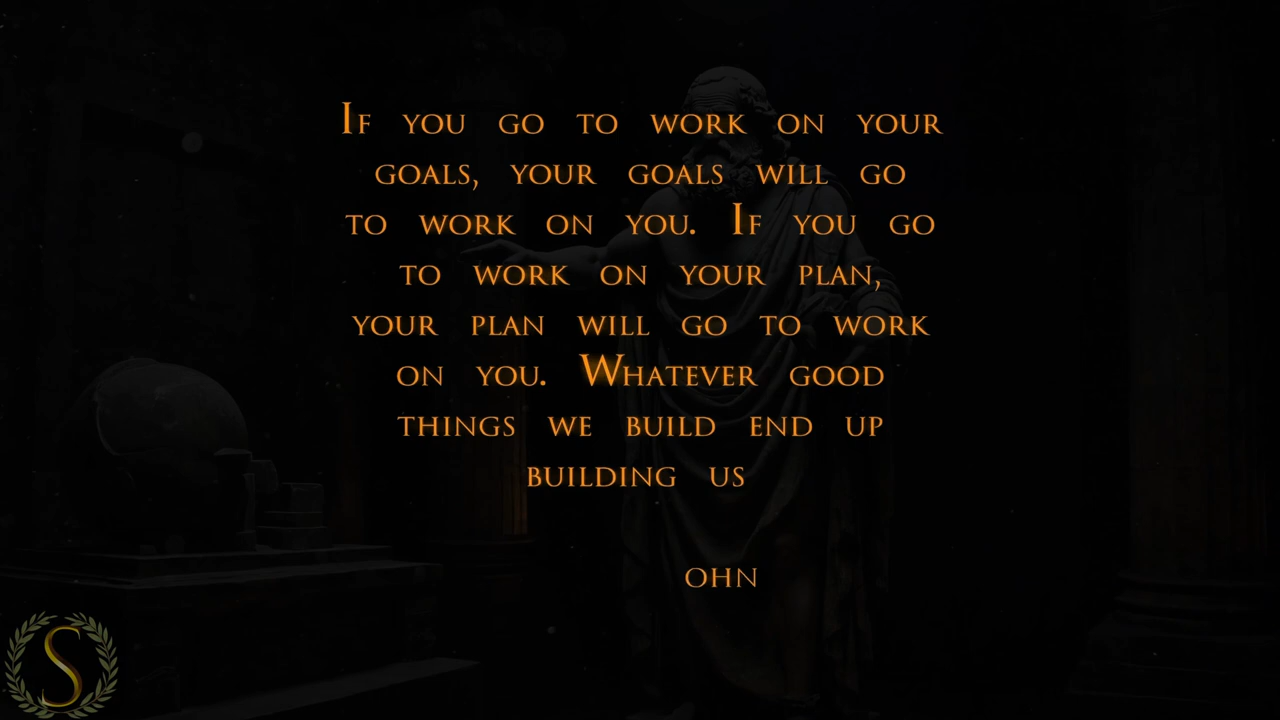 If you go to work on your
goals, your goals will go
to work on you. If you go
to work on your plan,
your plan will go to work
on you. Whatever good
things we build end up
building us
ohn
S